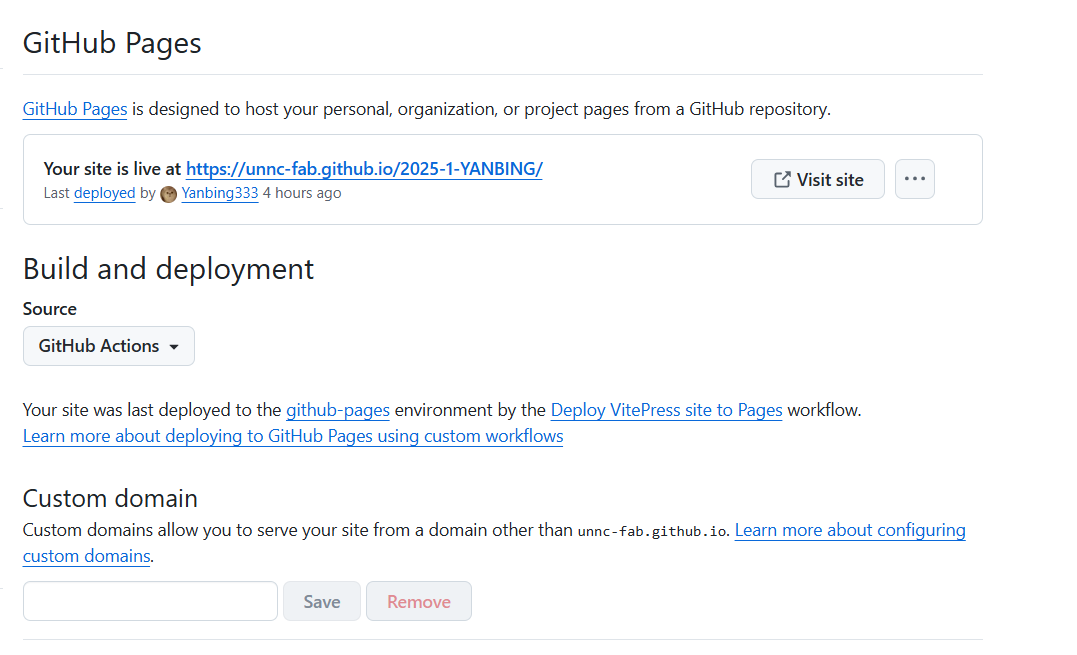 GitHub Pages
GitHub Pages is designed to host your personal, organization, or project pages from a GitHub repository.
Your site is live at https://unnc-fab.github.io/2025-1-YANBING/
Last deployed by Yanbing333 4 hours ago
Visit site
Build and deployment
Source
GitHub Actions
Your site was last deployed to the github-pages environment by the Deploy VitePress site to Pages workflow.
Learn more about deploying to GitHub Pages using custom workflows
Custom domain
Custom domains allow you to serve your site from a domain other than unnc-fab.github.io. Learn more about configuring
custom domains.
Save Remove